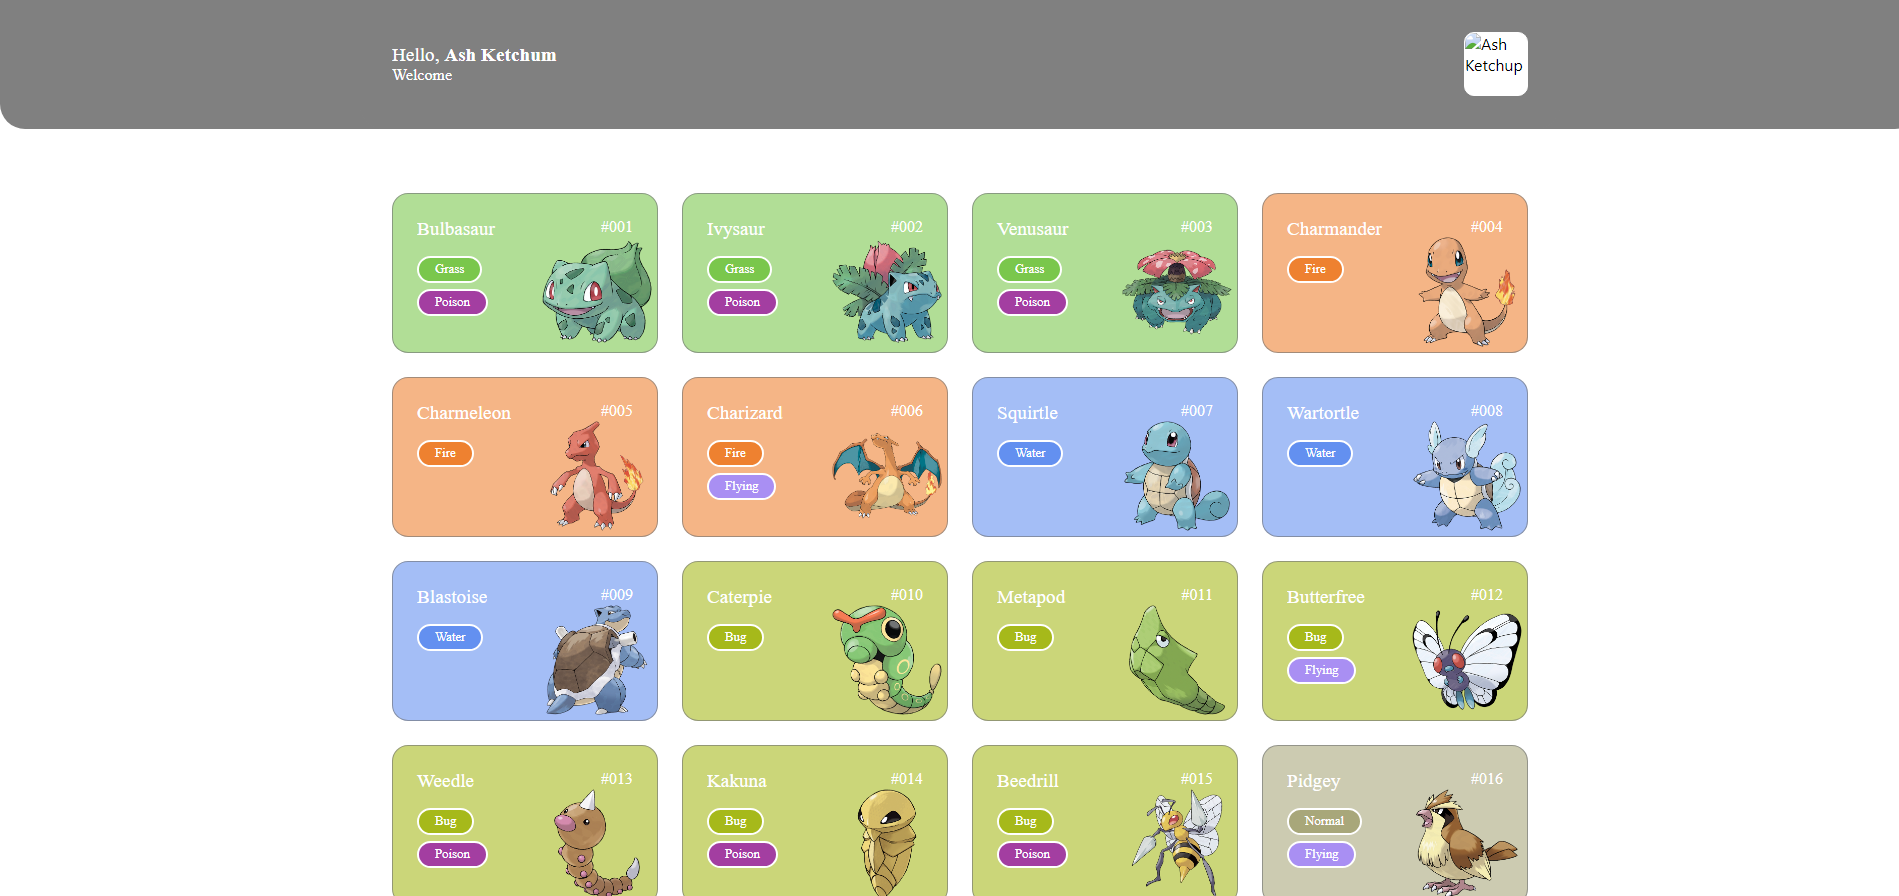 Hello, Ash Ketchum
Welcome
Ash
Ketchup
Bulbasaur #001
Grass
Poison
Ivysaur #002
Grass
Poison
Venusaur #003
Grass
Poison
Charmander #004
Fire
Charmeleon #005
Fire
Charizard #006
Fire
Flying
Squirtle #007
Water
Wartortle #008
Water
Blastoise #009
Water
Caterpie #010
Bug
Metapod #011
Bug
Butterfree #012
Bug
Flying
Weedle #013
Bug
Poison
Kakuna #014
Bug
Poison
Beedrill #015
Bug
Poison
Pidgey #016
Normal
Flying